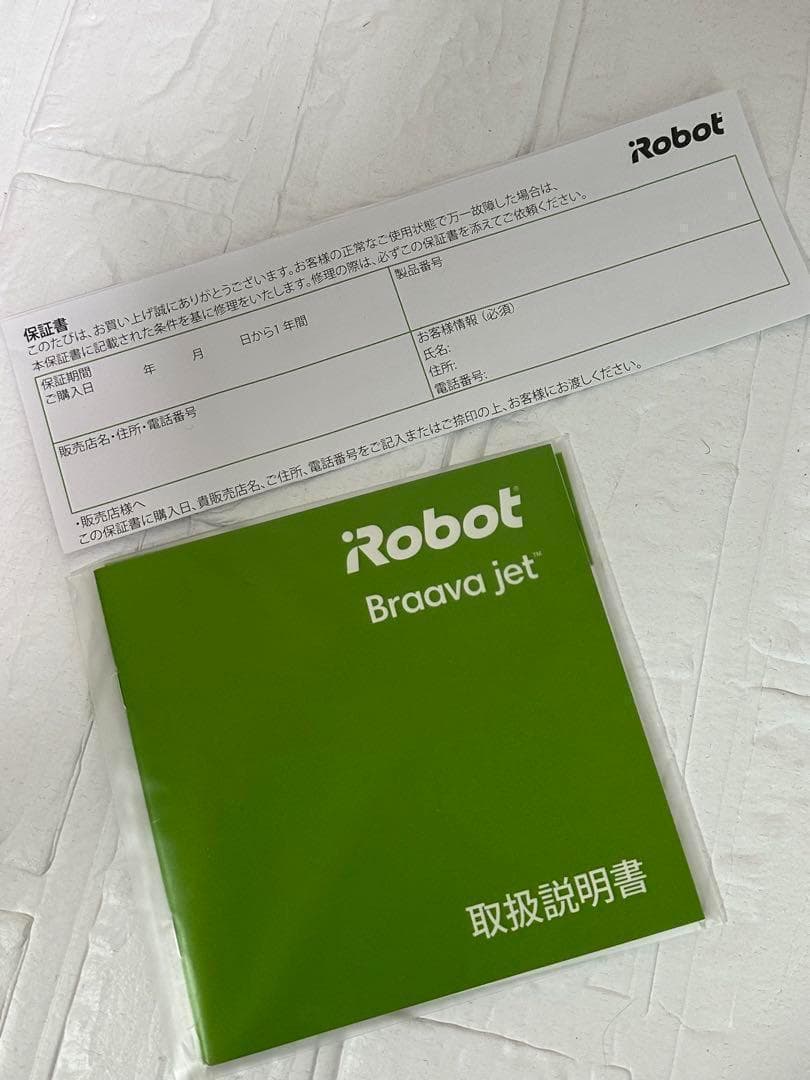 iRobot
保証書
このたびは、お買い上げ誠にありがとうございます。お客様の正常なご使用状態で万一故障した場合は、
本保証書に記載された条件を基に修理をいたします。修理の際は、必ずこの保証書を添えてご依頼ください。
保証期間
ご購入日 年 月 日から1年間
製品番号
販売店名・住所・電話番号
お客様情報（必須）
氏名:
住所:
電話番号:
・販売店様へ
この保証書に購入日、貴販売店名、ご住所、電話番号をご記入またはご捺印の上、お客様にお渡しください。
iRobot®
Braava jet™
取扱説明書